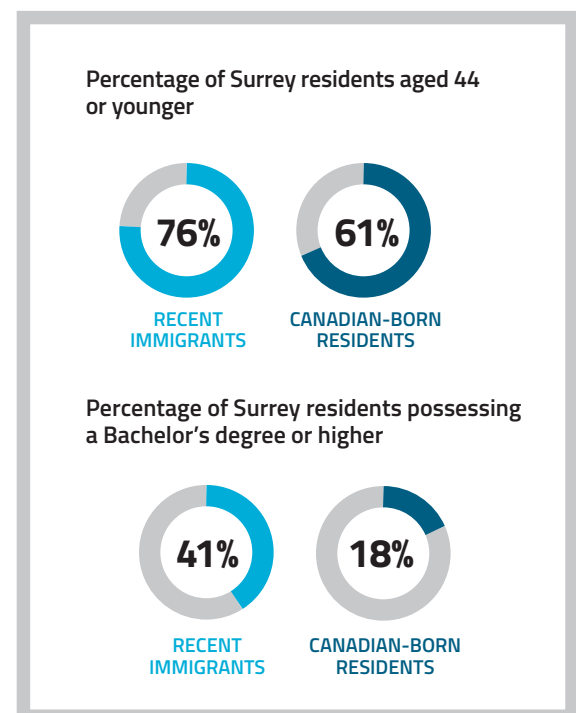 Percentage of Surrey residents aged 44
or younger
76%
61%
RECENT
IMMIGRANTS
CANADIAN-BORN
RESIDENTS
Percentage of Surrey residents possessing
a Bachelor’s degree or higher
41%
18%
RECENT
IMMIGRANTS
CANADIAN-BORN
RESIDENTS